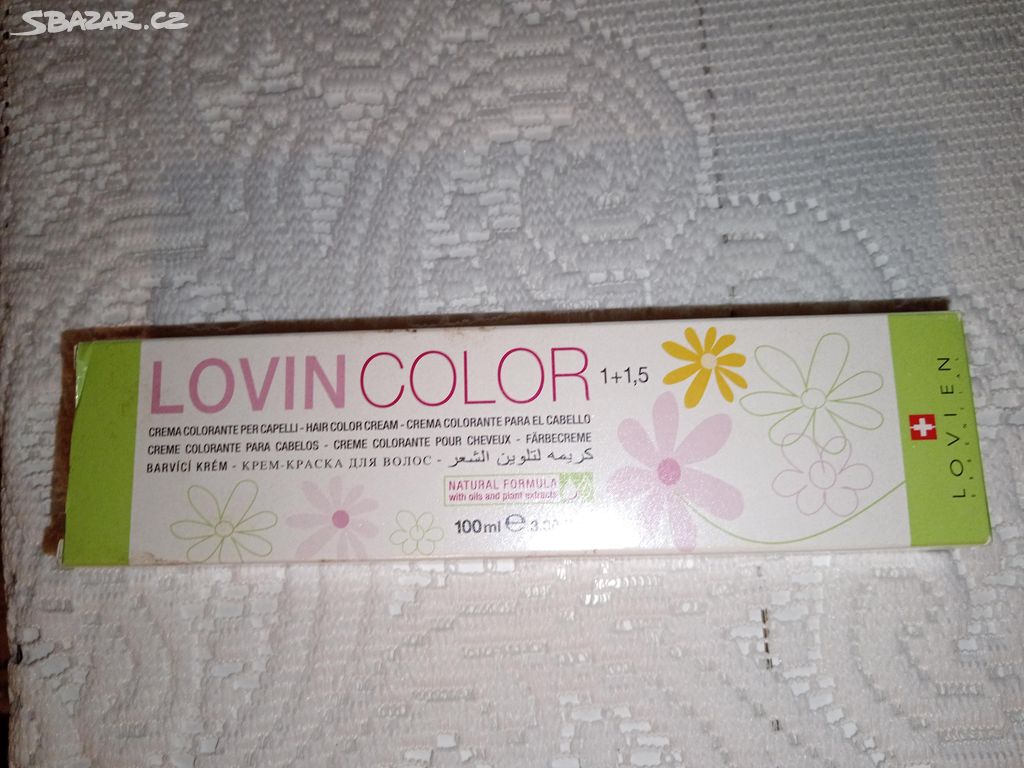 SBAZAR.CZ
LOVIN COLOR 1+1,5
CREMA COLORANTE PER CAPELLI - HAIR COLOR CREAM - CREMA COLORANTE PARA EL CABELLO
CREME COLORANTE PARA CABELOS - CREME COLORANTE POUR CHEVEUX - FÄRBECREME
BARVÍCÍ KRÉM - КРЕМ-КРАСКА ДЛЯ ВОЛОС - كريمه لتلوين الشعر
NATURAL FORMULA
with oils and plant extracts
100ml e
LOVIEN